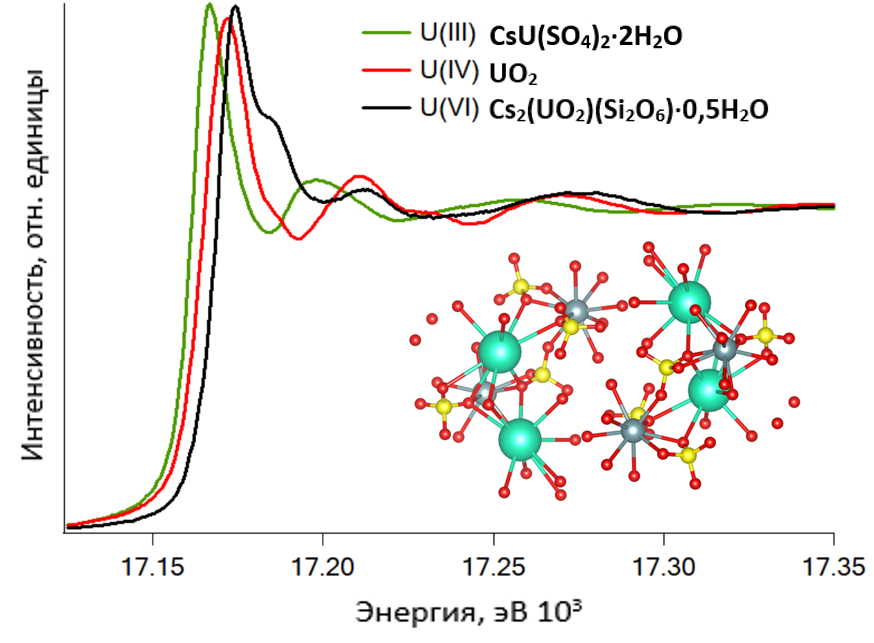 U(III) CsU(SO₄)₂·2H₂O
U(IV) UO₂
U(VI) Cs₂(UO₂)(Si₂O₆)·0,5H₂O
Интенсивность, отн. единицы
17.15 17.20 17.25 17.30 17.35
Энергия, эВ 10³